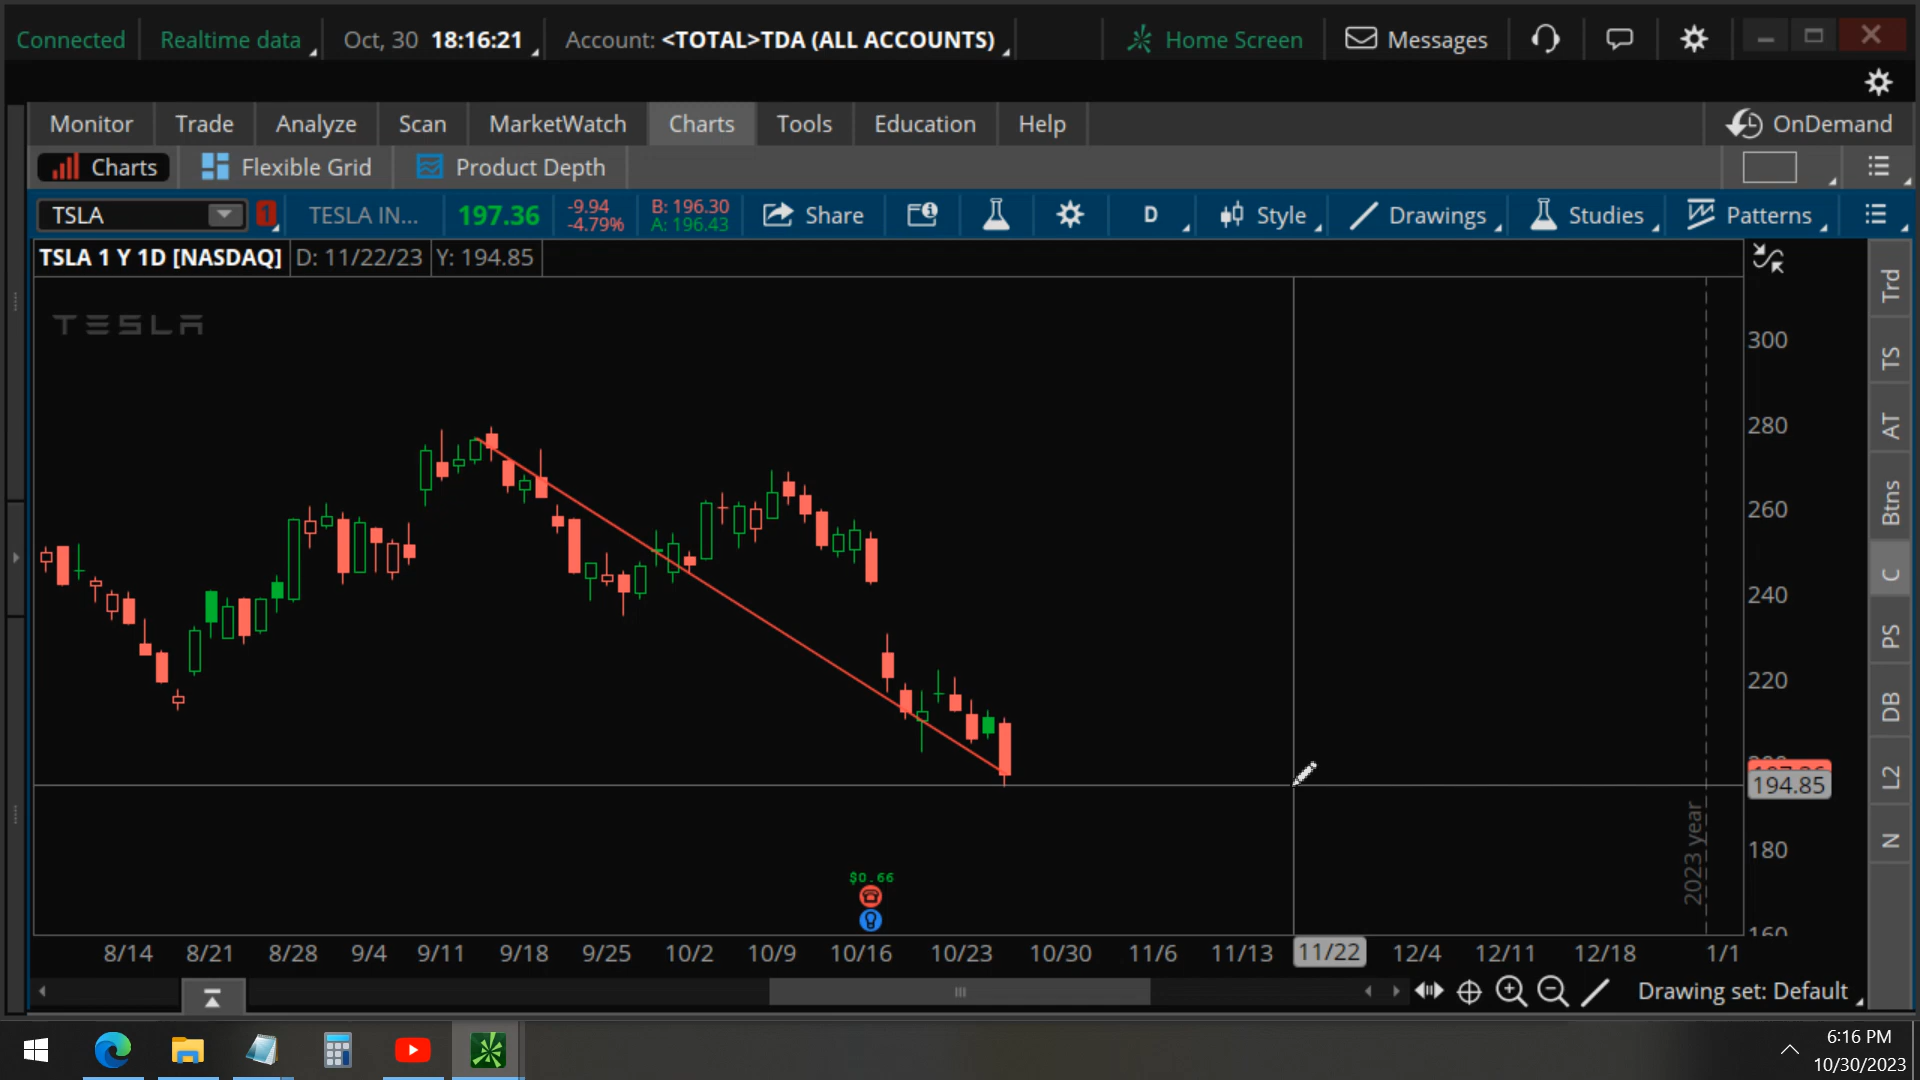 Connected Realtime data Oct, 30 18:16:21 Account: <TOTAL>TDA (ALL ACCOUNTS) Home Screen Messages
Monitor Trade Analyze Scan MarketWatch Charts Tools Education Help OnDemand
Charts Flexible Grid Product Depth
TSLA 1 TESLA IN... 197.36 -9.94 B: 196.30 Share D Style Drawings Studies Patterns
-4.79% A: 196.43
TSLA 1 Y 1D [NASDAQ] D: 11/22/23 Y: 194.85
TESLA
300
280
260
240
220
194.85
180
160
2023 year
$0.66
8/14 8/21 8/28 9/4 9/11 9/18 9/25 10/2 10/9 10/16 10/23 10/30 11/6 11/13 11/22 12/4 12/11 12/18 1/1
Drawing set: Default
Trd
TS
AT
Btns
C
PS
DB
L2
N
6:16 PM
10/30/2023